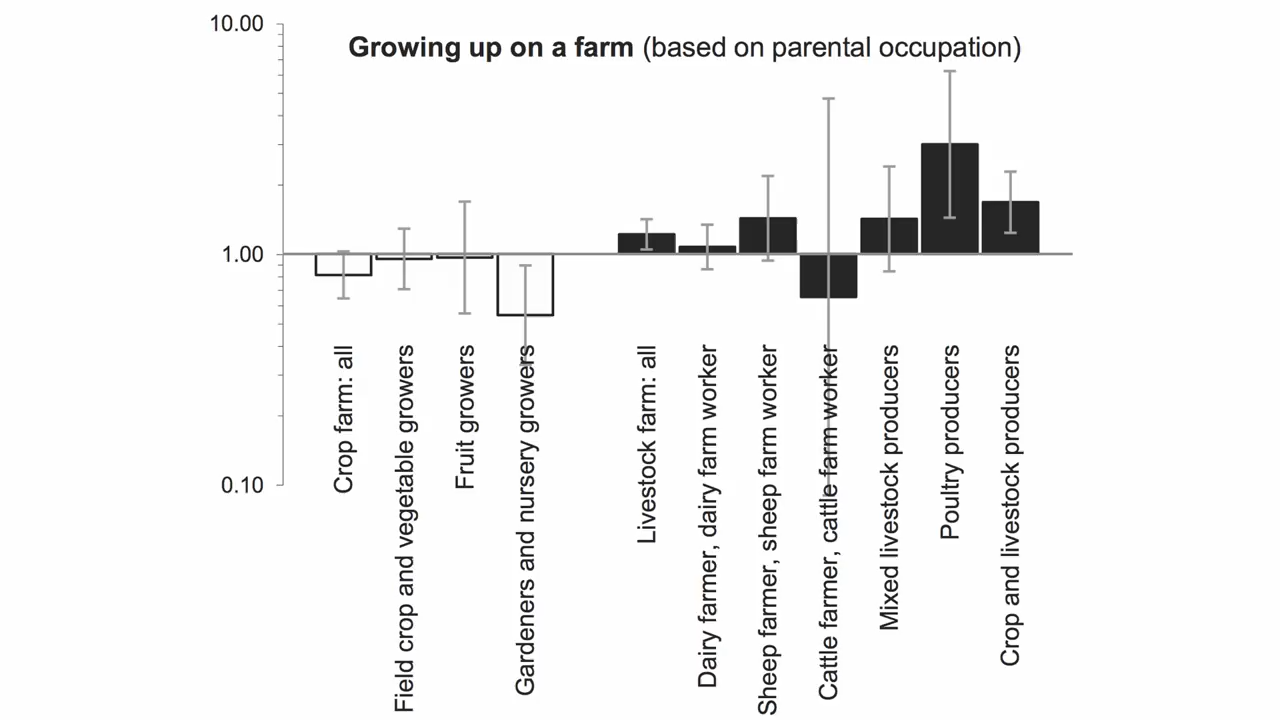 10.00
Growing up on a farm (based on parental occupation)
1.00
0.10
Crop farm: all
Field crop and vegetable growers
Fruit growers
Gardeners and nursery growers
Livestock farm: all
Dairy farmer, dairy farm worker
Sheep farmer, sheep farm worker
Cattle farmer, cattle farm worker
Mixed livestock producers
Poultry producers
Crop and livestock producers